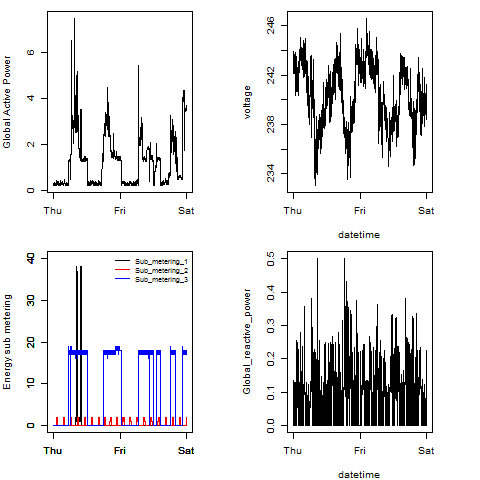 Global Active Power
6
4
2
0
Thu
Fri
Sat
voltage
246
242
238
234
Thu
Fri
Sat
datetime
Energy sub metering
40
30
20
10
0
Sub_metering_1
Sub_metering_2
Sub_metering_3
Thu
Fri
Sat
Global_reactive_power
0.5
0.4
0.3
0.2
0.1
0.0
Thu
Fri
Sat
datetime